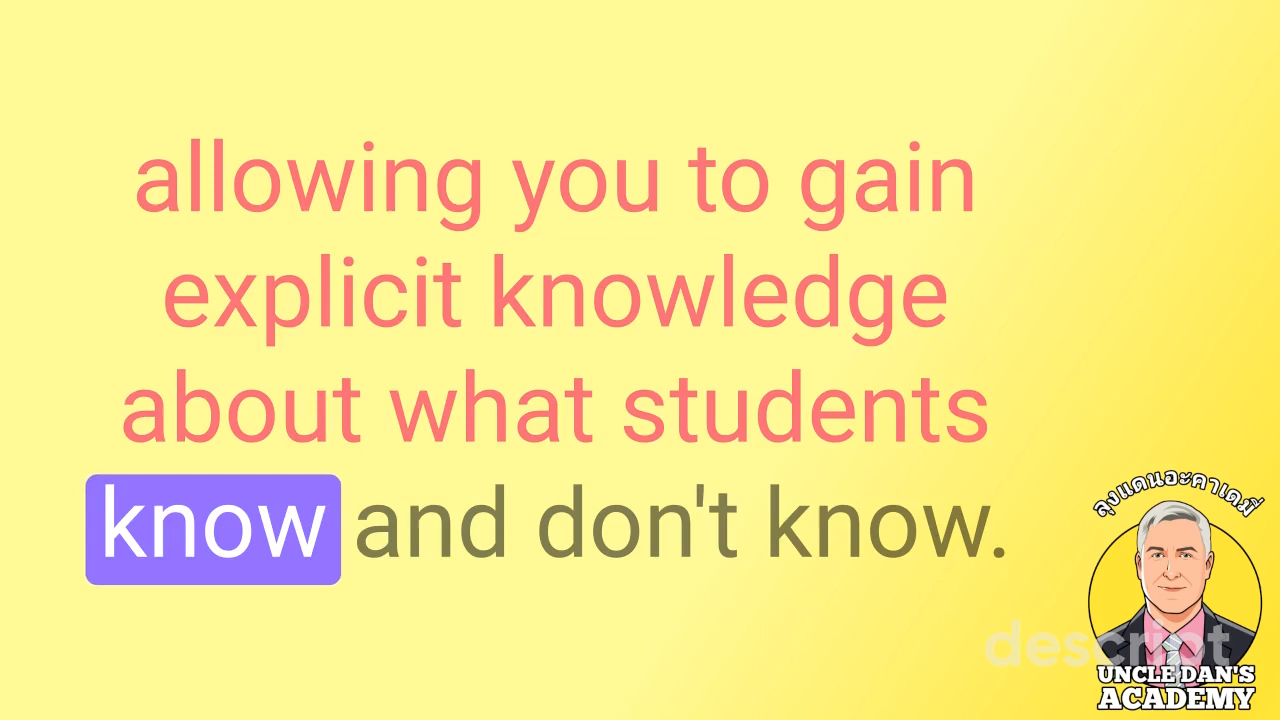 allowing you to gain
explicit knowledge
about what students
know and don't know.
ลุงแดนอะคาเดมี่
descript
UNCLE DAN'S
ACADEMY